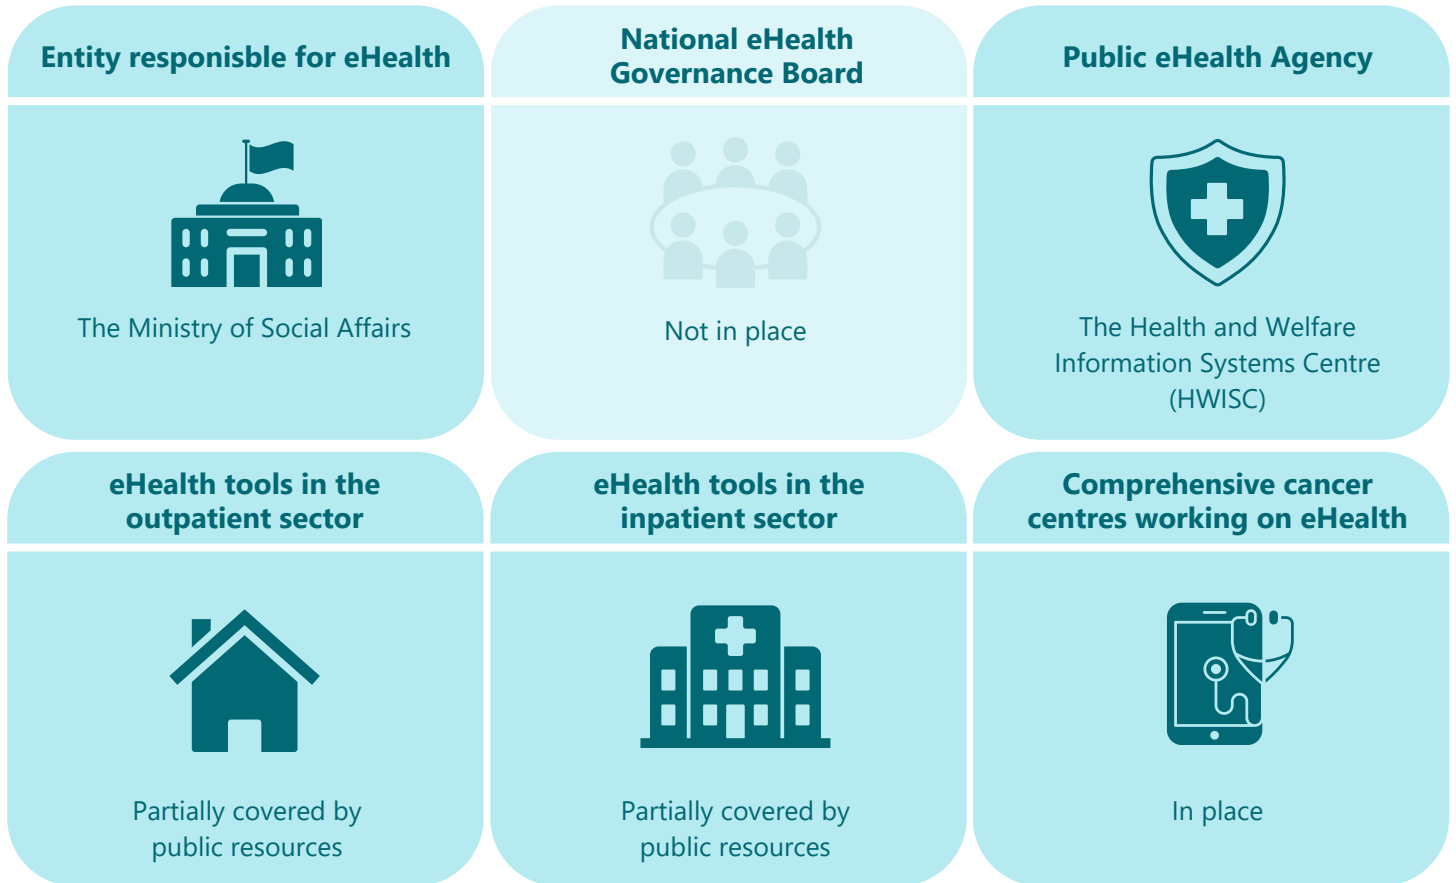 Entity responisble for eHealth
National eHealth
Governance Board
Public eHealth Agency
The Ministry of Social Affairs
Not in place
The Health and Welfare
Information Systems Centre
(HWISC)
eHealth tools in the
outpatient sector
eHealth tools in the
inpatient sector
Comprehensive cancer
centres working on eHealth
Partially covered by
public resources
Partially covered by
public resources
In place